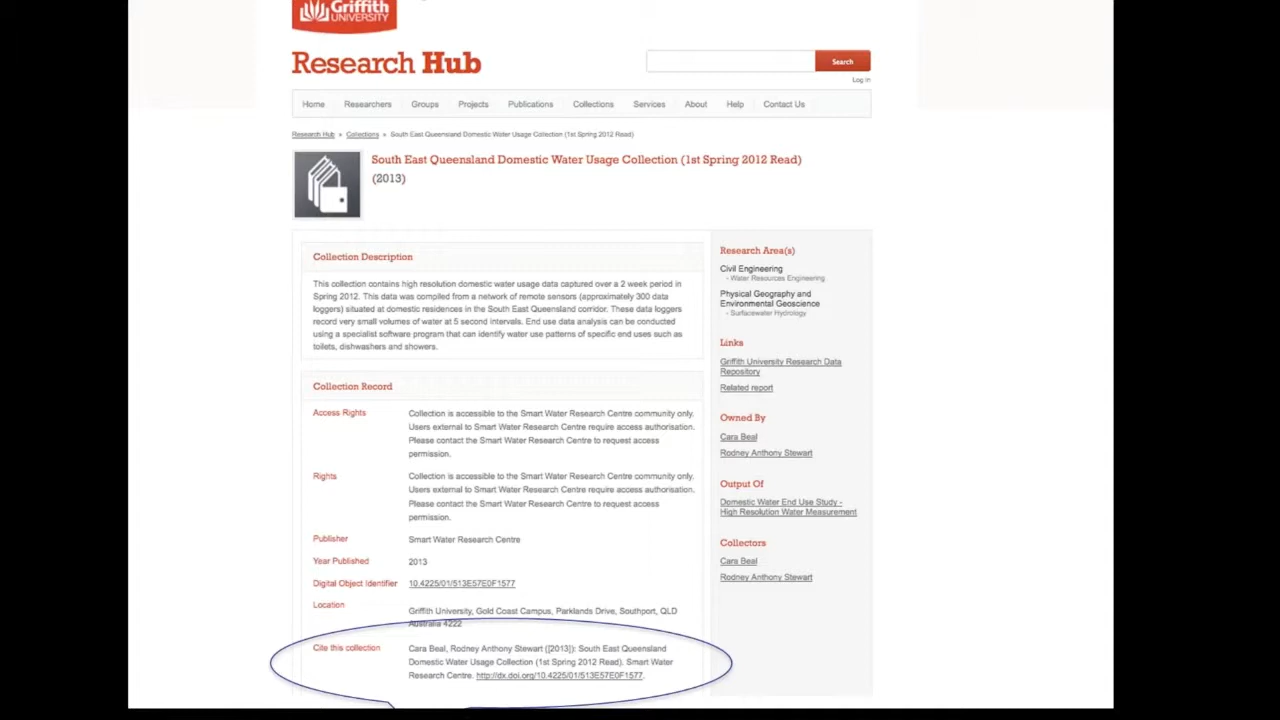 Griffith
UNIVERSITY
Research Hub
Search
Log in
Home Researchers Groups Projects Publications Collections Services About Help Contact Us
Research Hub » Collections » South East Queensland Domestic Water Usage Collection (1st Spring 2012 Read)
South East Queensland Domestic Water Usage Collection (1st Spring 2012 Read)
(2013)
Collection Description
This collection contains high resolution domestic water usage data captured over a 2 week period in
Spring 2012. This data was compiled from a network of remote sensors (approximately 300 data
loggers) situated at domestic residences in the South East Queensland corridor. These data loggers
record very small volumes of water at 5 second intervals. End use data analysis can be conducted
using a specialist software program that can identify water use patterns of specific end uses such as
toilets, dishwashers and showers.
Collection Record
Access Rights
Collection is accessible to the Smart Water Research Centre community only.
Users external to Smart Water Research Centre require access authorisation.
Please contact the Smart Water Research Centre to request access
permission.
Rights
Collection is accessible to the Smart Water Research Centre community only.
Users external to Smart Water Research Centre require access authorisation.
Please contact the Smart Water Research Centre to request access
permission.
Publisher Smart Water Research Centre
Year Published 2013
Digital Object Identifier 10.4225/01/513E57E0F1577
Location
Griffith University, Gold Coast Campus, Parklands Drive, Southport, QLD
Australia 4222
Cite this collection
Cara Beal, Rodney Anthony Stewart ([2013]): South East Queensland
Domestic Water Usage Collection (1st Spring 2012 Read). Smart Water
Research Centre. http://dx.doi.org/10.4225/01/513E57E0F1577.
Research Area(s)
Civil Engineering
- Water Resources Engineering
Physical Geography and
Environmental Geoscience
- Surfacewater Hydrology
Links
Griffith University Research Data
Repository
Related report
Owned By
Cara Beal
Rodney Anthony Stewart
Output Of
Domestic Water End Use Study -
High Resolution Water Measurement
Collectors
Cara Beal
Rodney Anthony Stewart